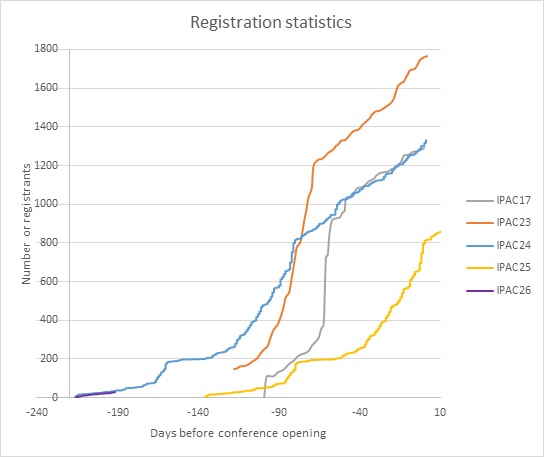 Registration statistics
1800
1600
1400
1200
1000
800
600
400
200
0
Number or registrants
-240
-190
-140
-90
-40
10
Days before conference opening
IPAC17
IPAC23
IPAC24
IPAC25
IPAC26